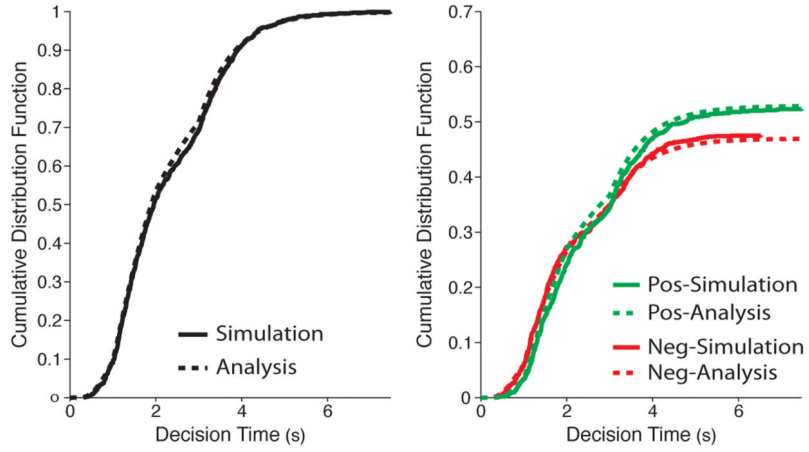 Cumulative Distribution Function
1
0.9
0.8
0.7
0.6
0.5
0.4
0.3
0.2
0.1
0
Simulation
Analysis
0 2 4 6
Decision Time (s)
Cumulative Distribution Function
0.7
0.6
0.5
0.4
0.3
0.2
0.1
0
Pos-Simulation
Pos-Analysis
Neg-Simulation
Neg-Analysis
0 2 4 6
Decision Time (s)